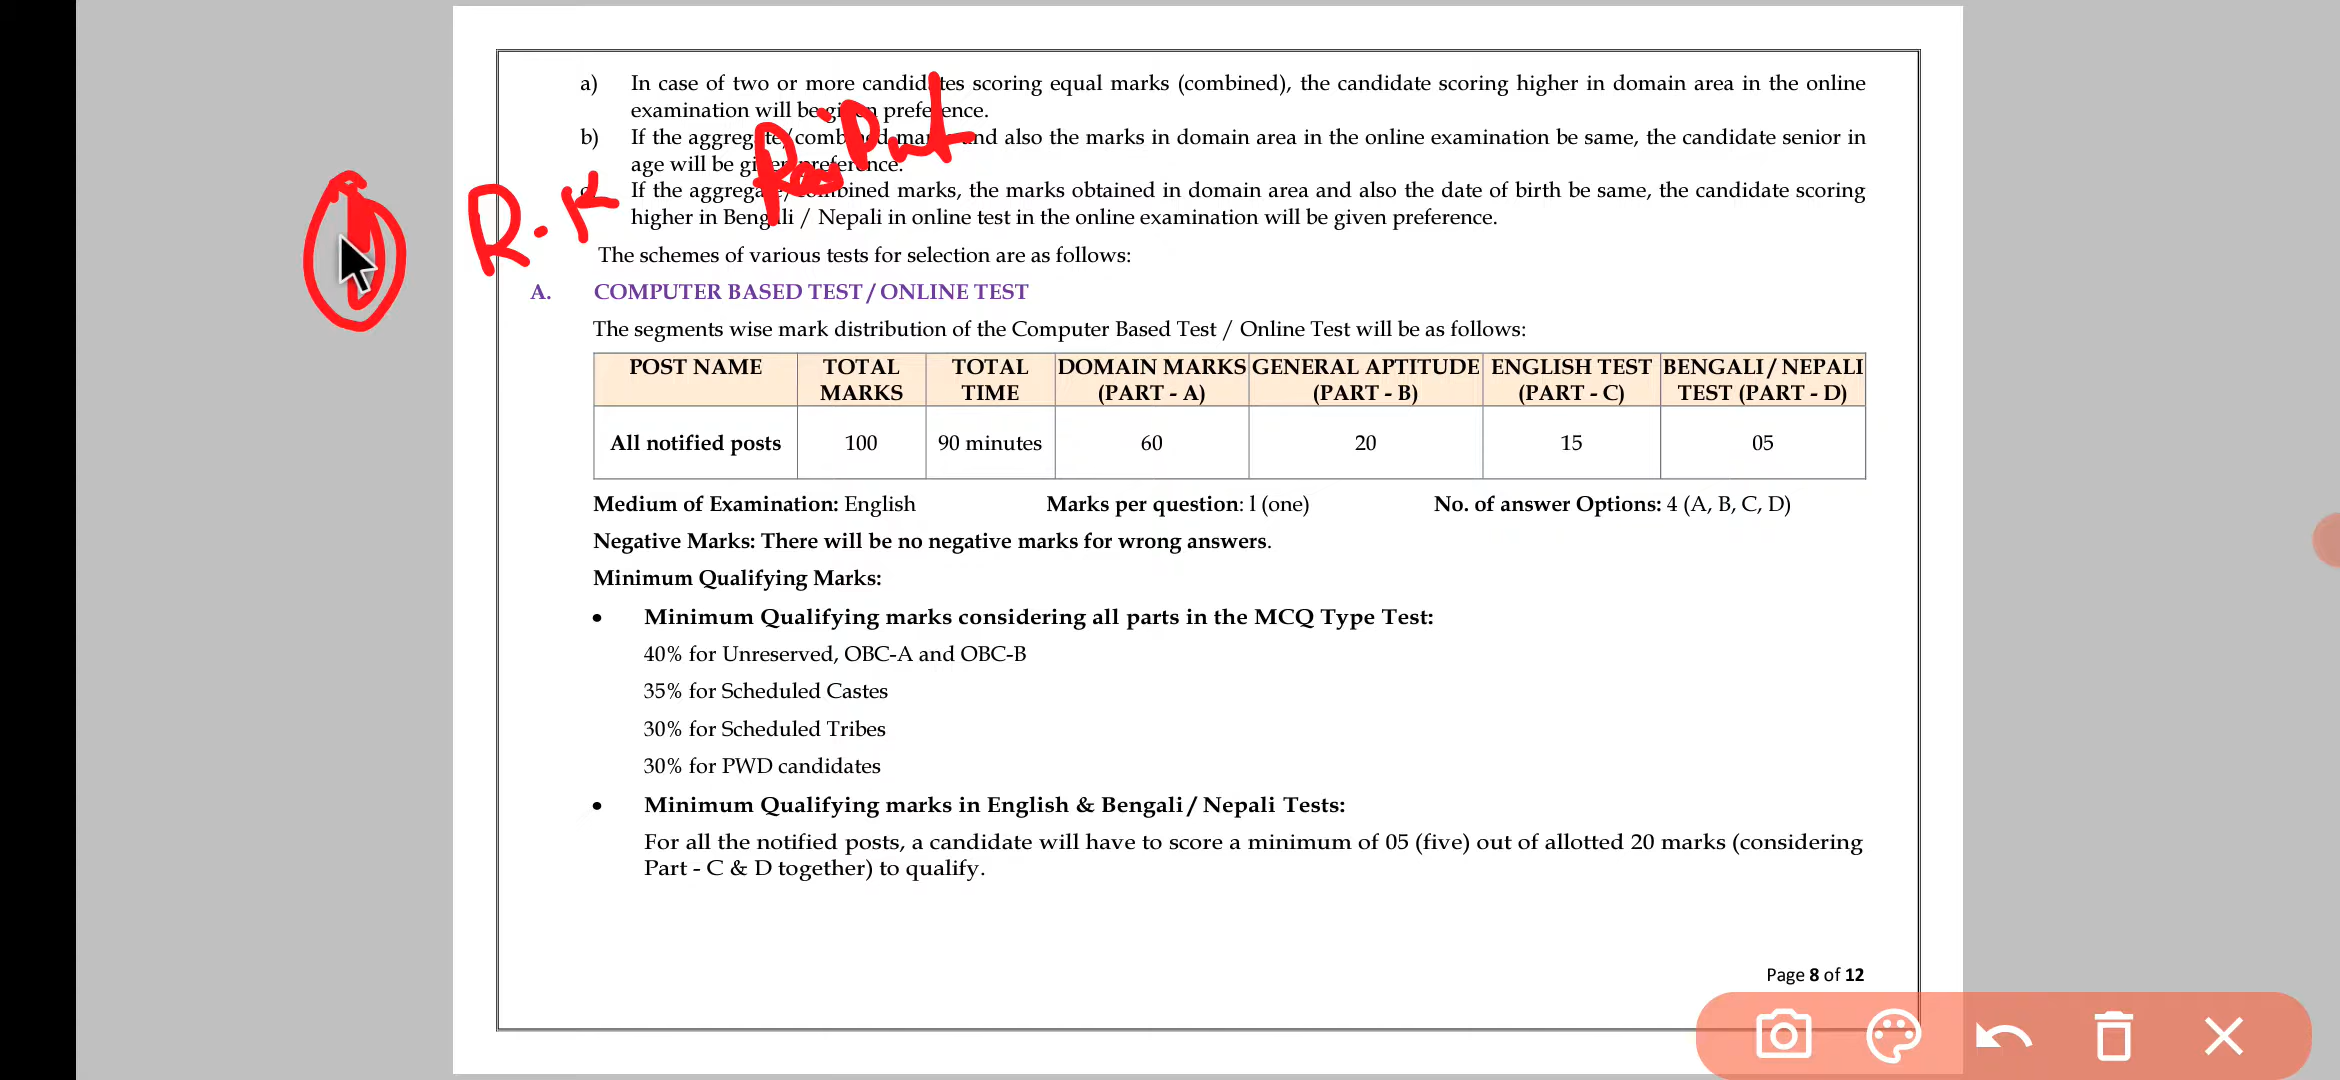 a) In case of two or more candidates scoring equal marks (combined), the candidate scoring higher in domain area in the online
examination will be given preference.
b) If the aggregate/combined marks and also the marks in domain area in the online examination be same, the candidate senior in
age will be given preference.
If the aggregate/combined marks, the marks obtained in domain area and also the date of birth be same, the candidate scoring
higher in Bengali / Nepali in online test in the online examination will be given preference.
R.K
The schemes of various tests for selection are as follows:
A. COMPUTER BASED TEST / ONLINE TEST
The segments wise mark distribution of the Computer Based Test / Online Test will be as follows:
POST NAME TOTAL MARKS TOTAL TIME DOMAIN MARKS (PART - A) GENERAL APTITUDE (PART - B) ENGLISH TEST (PART - C) BENGALI / NEPALI TEST (PART - D)
All notified posts 100 90 minutes 60 20 15 05
Medium of Examination: English Marks per question: 1 (one) No. of answer Options: 4 (A, B, C, D)
Negative Marks: There will be no negative marks for wrong answers.
Minimum Qualifying Marks:
• Minimum Qualifying marks considering all parts in the MCQ Type Test:
40% for Unreserved, OBC-A and OBC-B
35% for Scheduled Castes
30% for Scheduled Tribes
30% for PWD candidates
• Minimum Qualifying marks in English & Bengali / Nepali Tests:
For all the notified posts, a candidate will have to score a minimum of 05 (five) out of allotted 20 marks (considering
Part - C & D together) to qualify.
Page 8 of 12